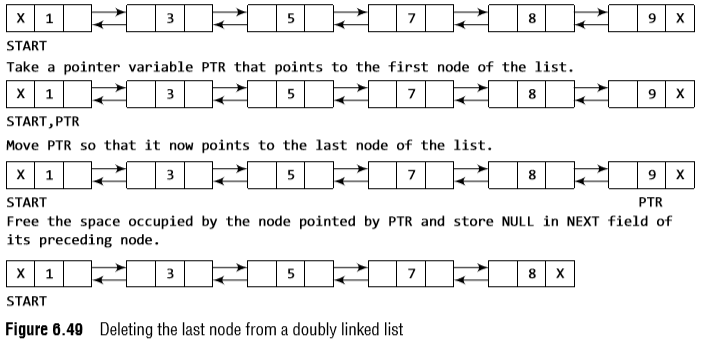 X 1 3 5 7 8 9 X
START
Take a pointer variable PTR that points to the first node of the list.
X 1 3 5 7 8 9 X
START,PTR
Move PTR so that it now points to the last node of the list.
X 1 3 5 7 8 9 X
START PTR
Free the space occupied by the node pointed by PTR and store NULL in NEXT field of
its preceding node.
X 1 3 5 7 8 X
START
Figure 6.49 Deleting the last node from a doubly linked list